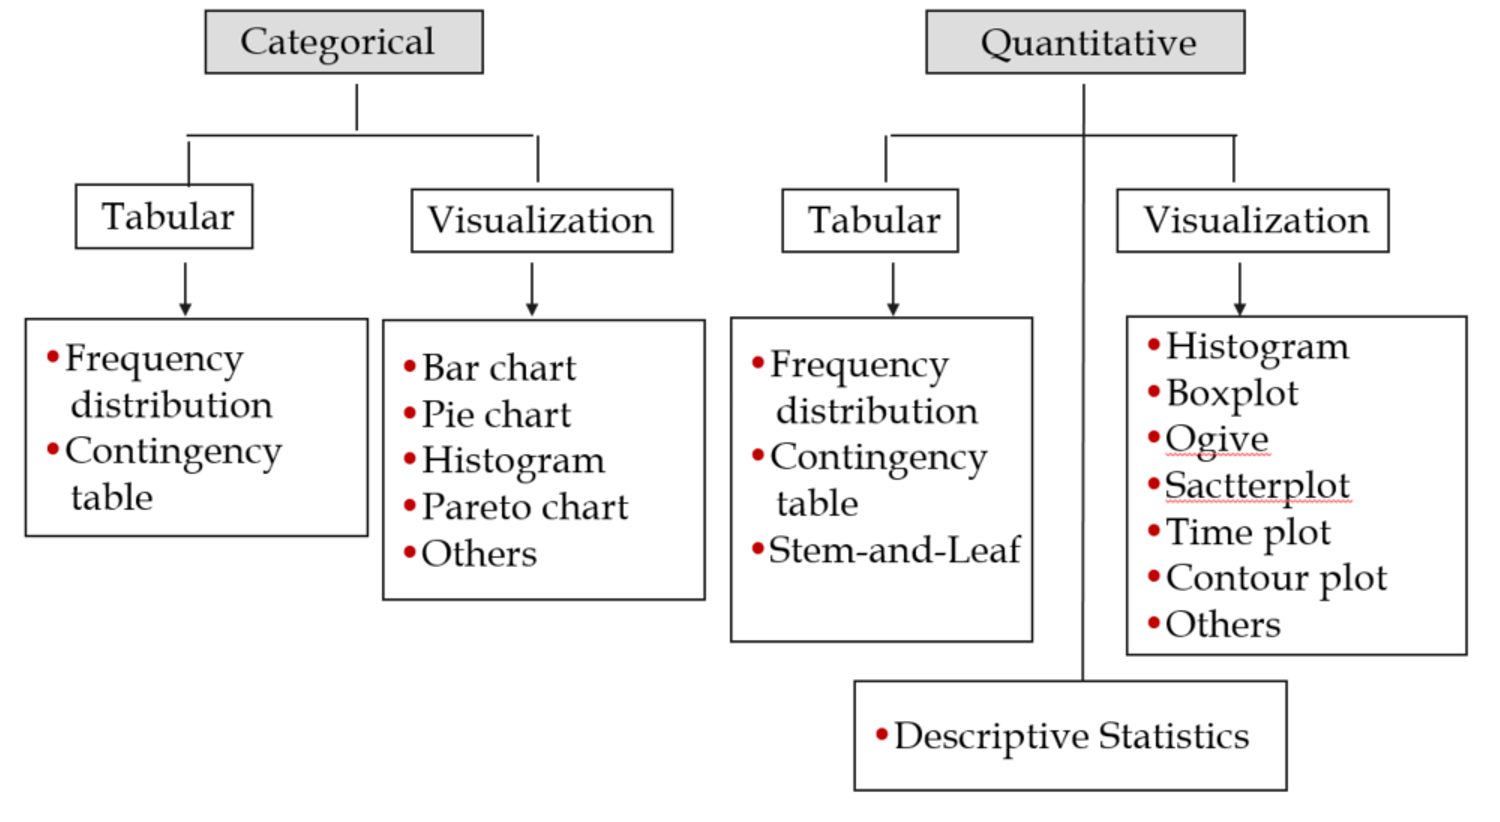 Categorical
Quantitative
Tabular
Visualization
Tabular
Visualization
•Frequency
distribution
•Contingency
table
•Bar chart
•Pie chart
•Histogram
•Pareto chart
•Others
•Frequency
distribution
•Contingency
table
•Stem-and-Leaf
•Histogram
•Boxplot
•Ogive
•Sactterplot
•Time plot
•Contour plot
•Others
•Descriptive Statistics